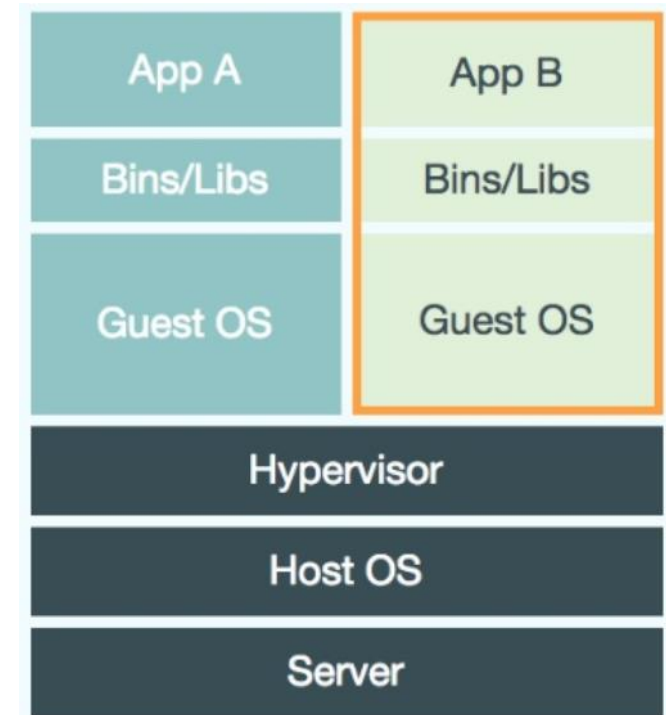 App A
App B
Bins/Libs
Bins/Libs
Guest OS
Guest OS
Hypervisor
Host OS
Server